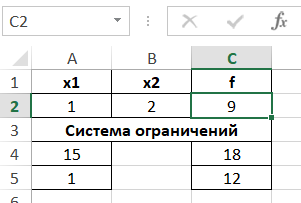 C2 fx
A B C
1 x1 x2 f
2 1 2 9
3 Система ограничений
4 15 18
5 1 12